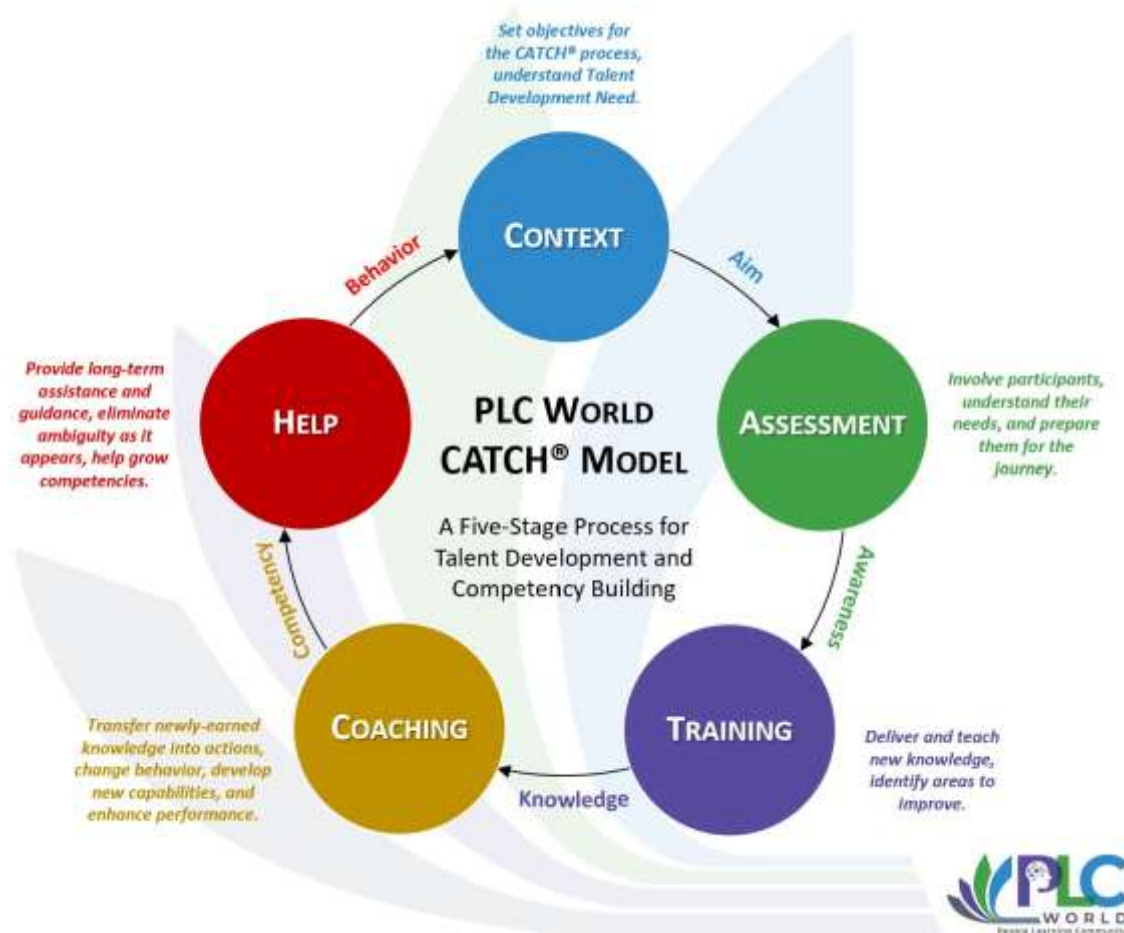 Set objectives for
the CATCH® process,
understand Talent
Development Need.
CONTEXT
Aim
ASSESSMENT
Involve participants,
understand their
needs, and prepare
them for the
journey.
Awareness
TRAINING
Deliver and teach
new knowledge,
identify areas to
improve.
Knowledge
COACHING
Transfer newly-earned
knowledge into actions,
change behavior, develop
new capabilities, and
enhance performance.
Competency
HELP
Provide long-term
assistance and
guidance, eliminate
ambiguity as it
appears, help grow
competencies.
Behavior
PLC WORLD
CATCH® MODEL
A Five-Stage Process for
Talent Development and
Competency Building
PLC
WORLD
People Learning Communit